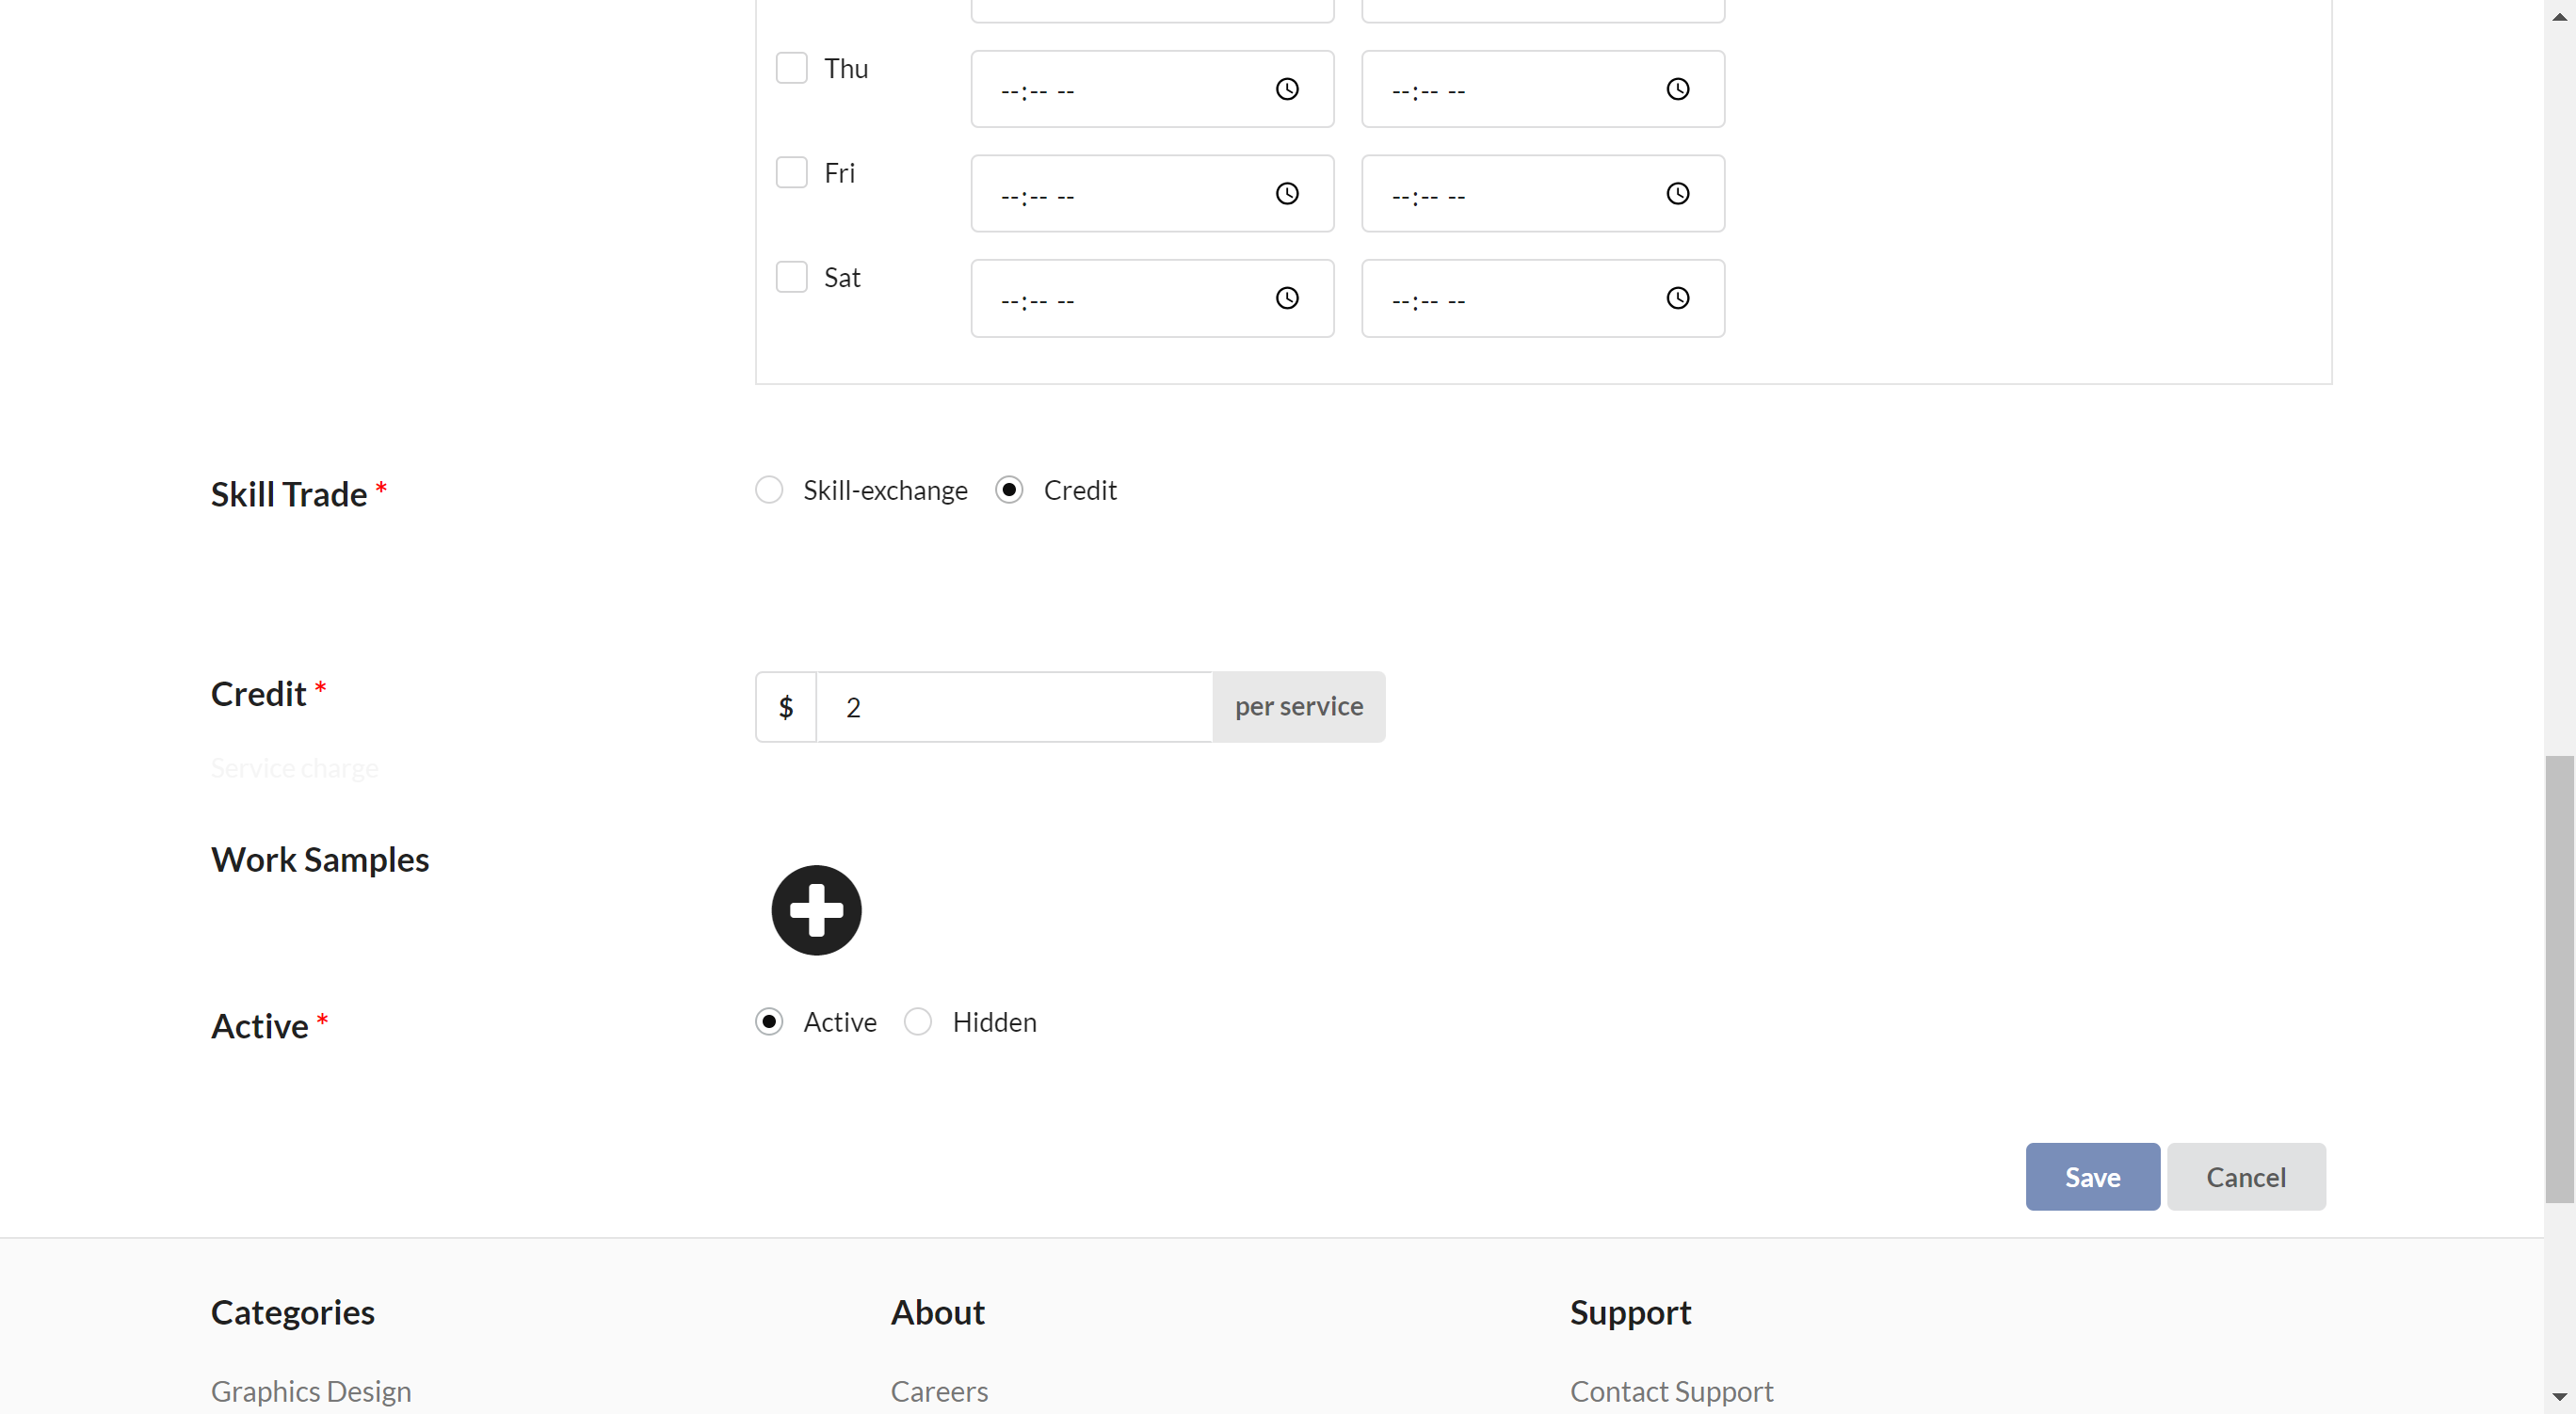 Thu --:-- -- --:-- --
Fri --:-- -- --:-- --
Sat --:-- -- --:-- --
Skill Trade * Skill-exchange Credit
Credit * $ 2 per service
Service charge
Work Samples
Active * Active Hidden
Save Cancel
Categories About Support
Graphics Design Careers Contact Support